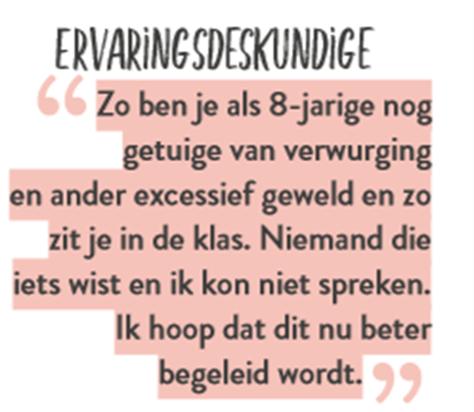 ERVARINGSDESKUNDIGE
“Zo ben je als 8-jarige nog
getuige van verwurging
en ander excessief geweld en zo
zit je in de klas. Niemand die
iets wist en ik kon niet spreken.
Ik hoop dat dit nu beter
begeleid wordt.”